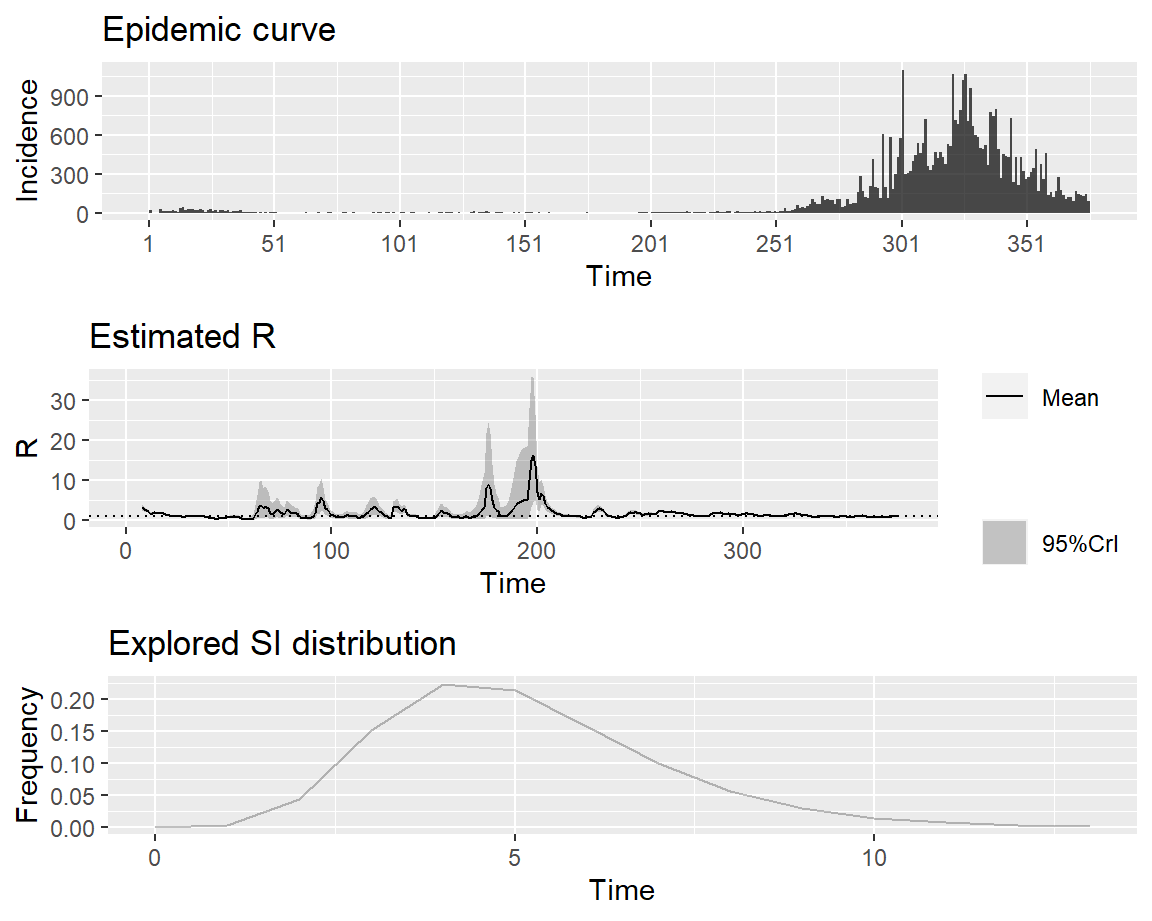 Epidemic curve
Incidence
900
600
300
0
1 51 101 151 201 251 301 351
Time
Estimated R
R
30
20
10
0
0 100 200 300
Time
Mean
95%CrI
Explored SI distribution
Frequency
0.20
0.15
0.10
0.05
0.00
0 5 10
Time